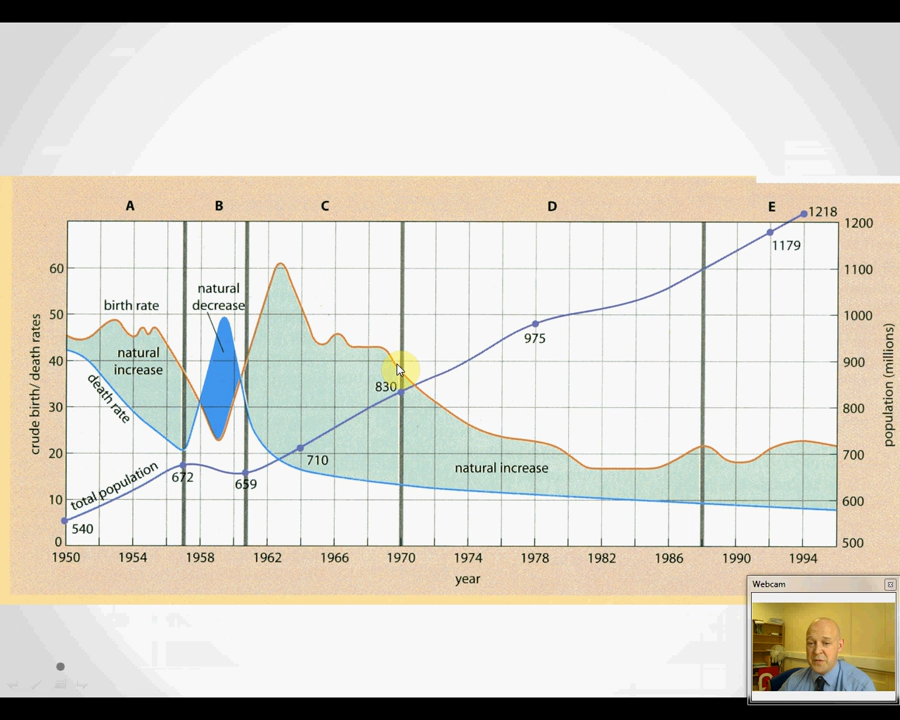 A B C D E
1218
1200
60
1100
natural
decrease
birth rate
1179
50
1000
975
natural
increase
40
900
death rate
830
30
800
crude birth/ death rates
population (millions)
20
700
710
natural increase
total population
672
659
10
600
540
0
500
1950 1954 1958 1962 1966 1970 1974 1978 1982 1986 1990 1994
year
Webcam